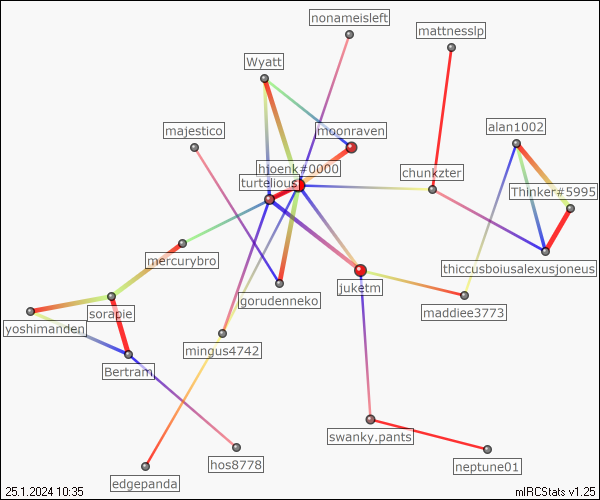 nonameisleft
mattnesslp
Wyatt
majestico
moonraven
alan1002
hjoenk#0000
chunkzter
turtelious
Thinker#5995
mercurybro
thiccusboiusalexusjoneus
juketm
gorudenneko
maddiee3773
sorapie
yoshimanden
mingus4742
Bertram
swanky.pants
hos8778
neptune01
edgepanda
25.1.2024 10:35
mIRCStats v1.25